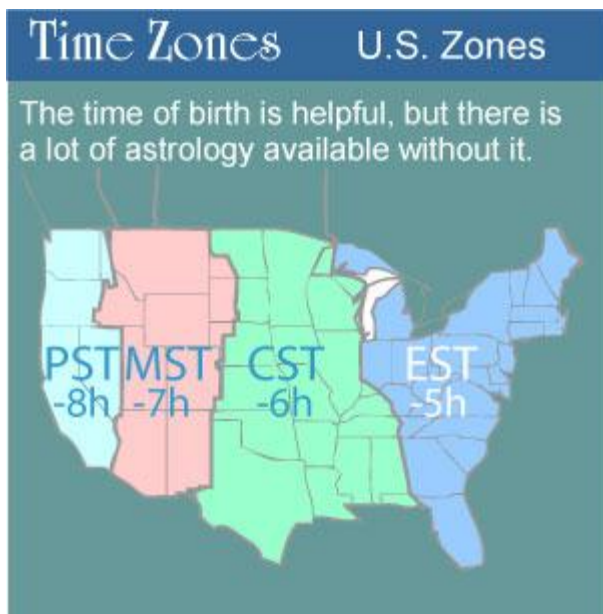 Time Zones U.S. Zones
The time of birth is helpful, but there is
a lot of astrology available without it.
PST MST CST EST
-8h -7h -6h -5h